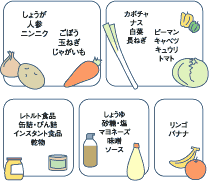 しょうが
人参
ニンニク
ごぼう
玉ねぎ
じゃがいも
カボチャ
ナス
白菜
長ねぎ
ピーマン
キャベツ
キュウリ
トマト
レトルト食品
缶詰・びん詰
インスタント食品
乾物
しょうゆ
砂糖・塩
マヨネーズ
味噌
ソース
リンゴ
バナナ